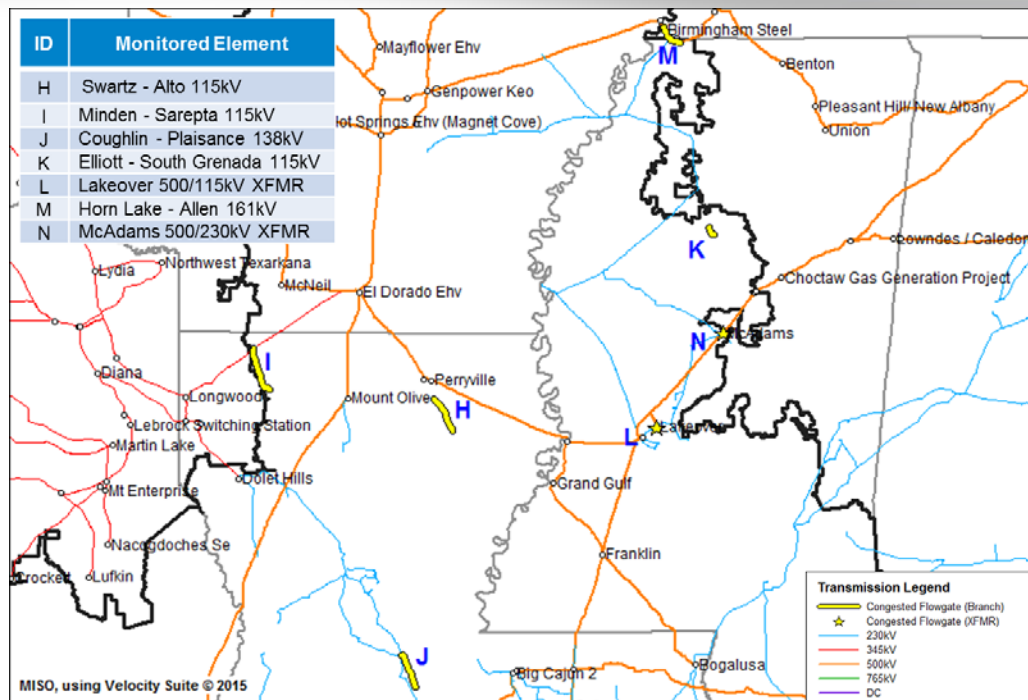 ID Monitored Element
H Swartz - Alto 115kV
I Minden - Sarepta 115kV
J Coughlin - Plaisance 138kV
K Elliott - South Grenada 115kV
L Lakeover 500/115kV XFMR
M Horn Lake - Allen 161kV
N McAdams 500/230kV XFMR
Birmingham Steel
M
Mayflower Ehv
Benton
Genpower Keo
Pleasant Hill/ New Albany
Hot Springs Ehv (Magnet Cove)
Union
K
Lowndes / Caledon
Northwest Texarkana
Lydia
McNeil
El Dorado Ehv
Choctaw Gas Generation Project
N
McAdams
I
Diana
Perryville
Longwood
Mount Olive
H
Lebrock Switching Station
L
Lakeover
Martin Lake
Dolet Hills
Grand Gulf
Mt Enterprise
Nacogdoches Se
Franklin
Crockett
Lufkin
J
Big Cajun 2
Bogalusa
Transmission Legend
Congested Flowgate (Branch)
Congested Flowgate (XFMR)
230kV
345kV
500kV
765kV
DC
MISO, using Velocity Suite © 2015